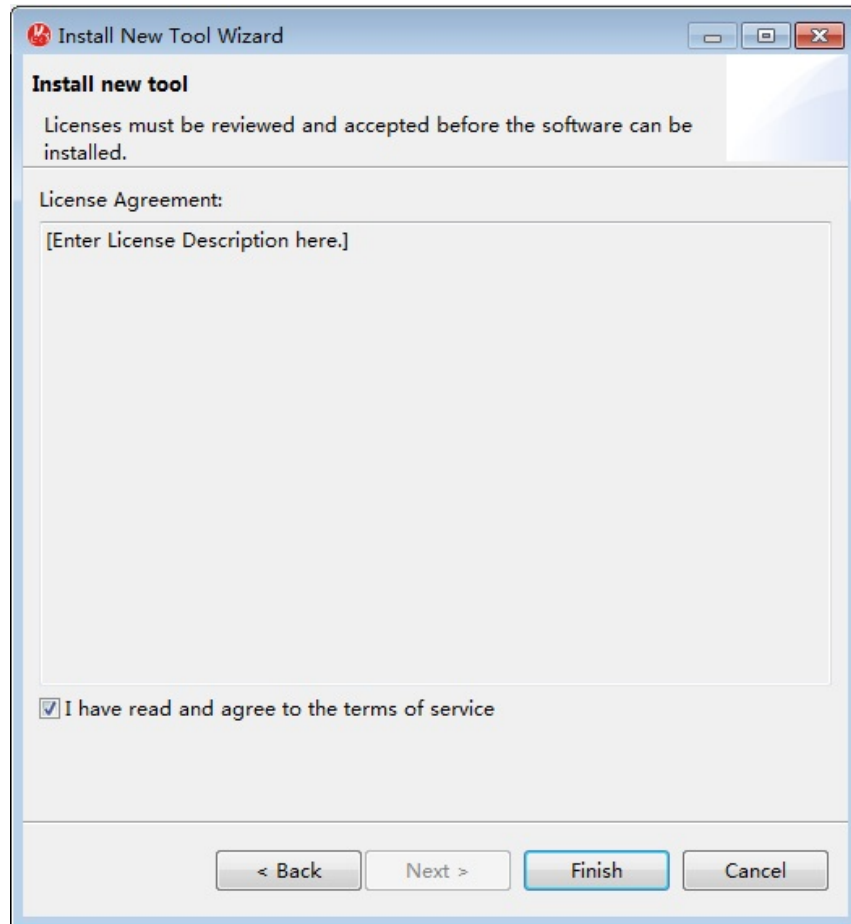 Install New Tool Wizard
Install new tool
Licenses must be reviewed and accepted before the software can be
installed.
License Agreement:
[Enter License Description here.]
I have read and agree to the terms of service
< Back Next > Finish Cancel